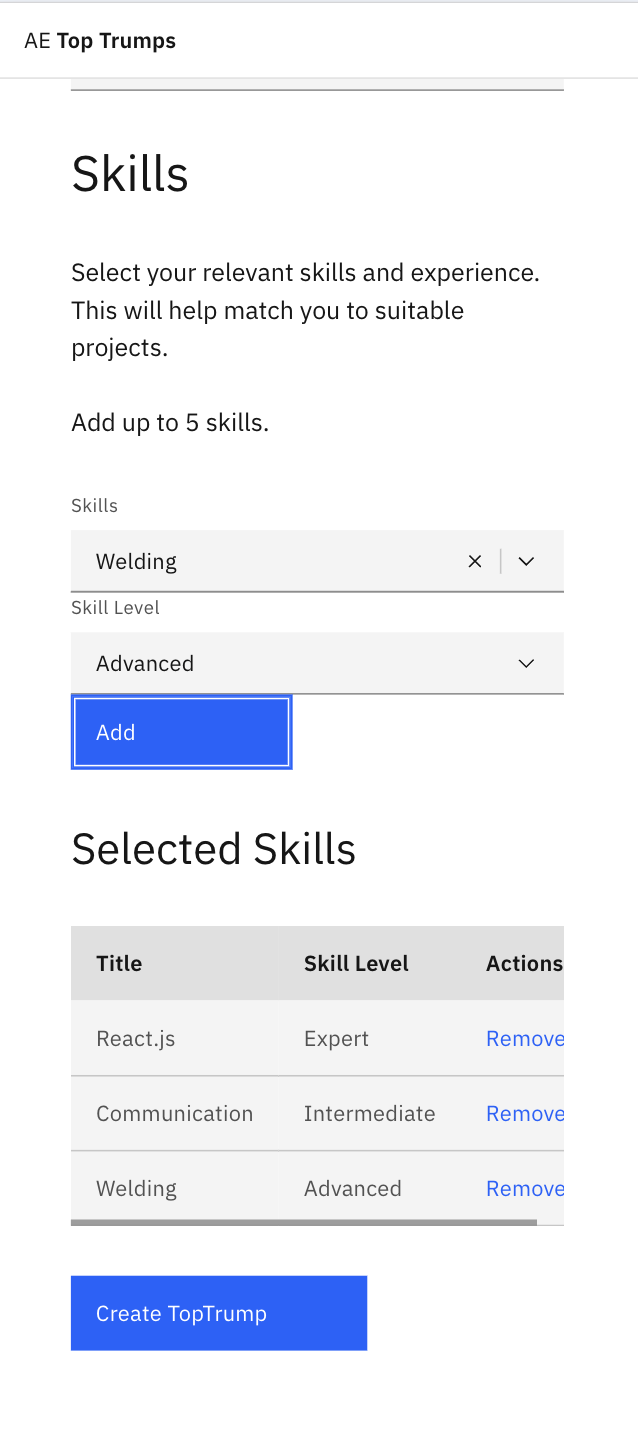 AE Top Trumps
Skills
Select your relevant skills and experience.
This will help match you to suitable
projects.
Add up to 5 skills.
Skills
Welding
Skill Level
Advanced
Add
Selected Skills
Title Skill Level Actions
React.js Expert Remove
Communication Intermediate Remove
Welding Advanced Remove
Create TopTrump